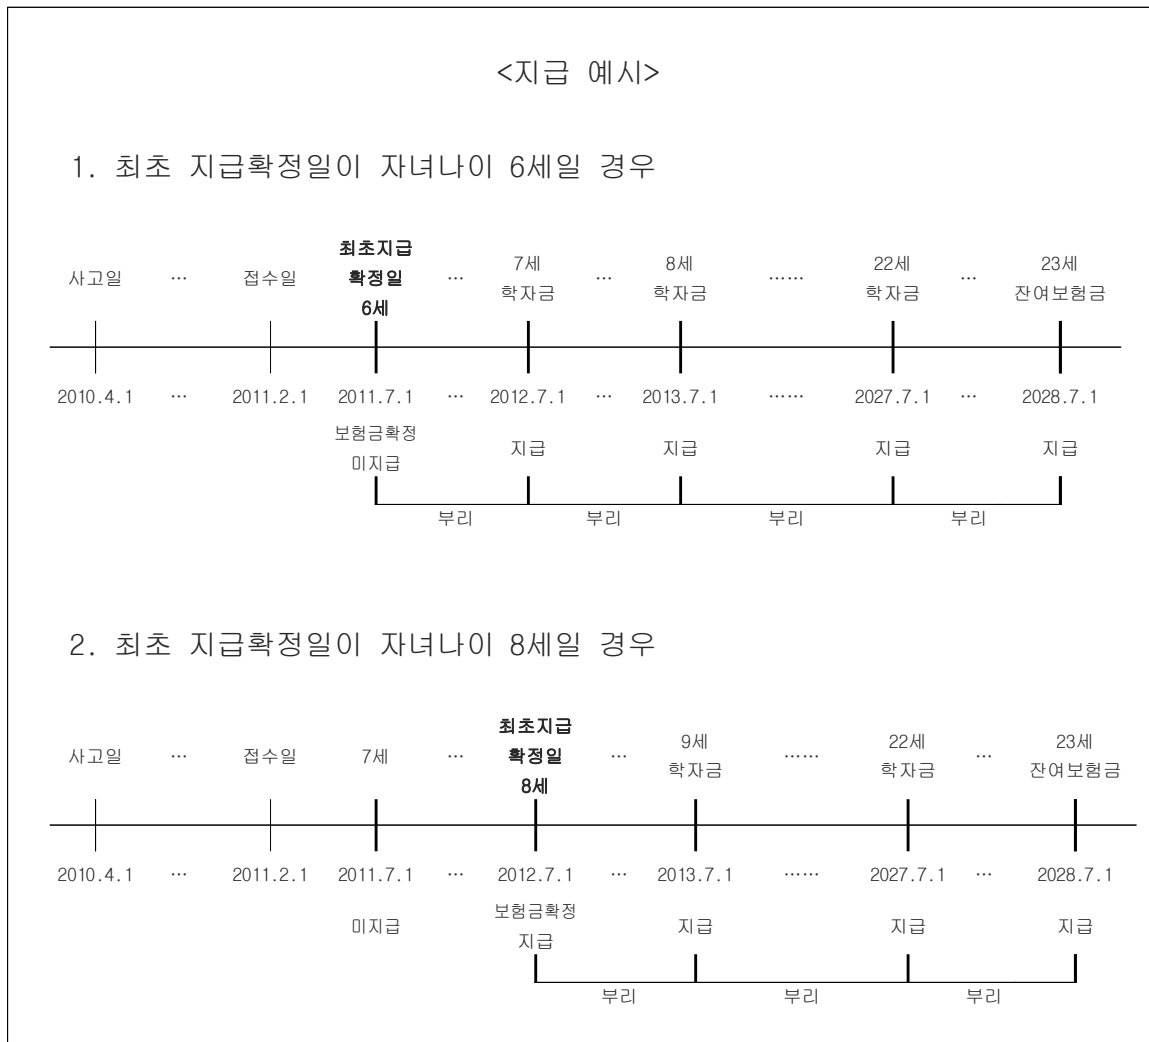 <지급 예시>
1. 최초 지급확정일이 자녀나이 6세일 경우
최초지급
사고일 … 접수일 확정일 … 7세 … 8세 …… 22세 … 23세
학자금 학자금 학자금 잔여보험금
6세
2010.4.1 … 2011.2.1 2011.7.1 … 2012.7.1 … 2013.7.1 …… 2027.7.1 … 2028.7.1
보험금확정
미지급 지급 지급 지급 지급
부리 부리 부리 부리
2. 최초 지급확정일이 자녀나이 8세일 경우
최초지급
사고일 … 접수일 7세 … 확정일 … 9세 …… 22세 … 23세
학자금 학자금 잔여보험금
8세
2010.4.1 … 2011.2.1 2011.7.1 … 2012.7.1 … 2013.7.1 …… 2027.7.1 … 2028.7.1
보험금확정
미지급 지급 지급 지급 지급
부리 부리 부리